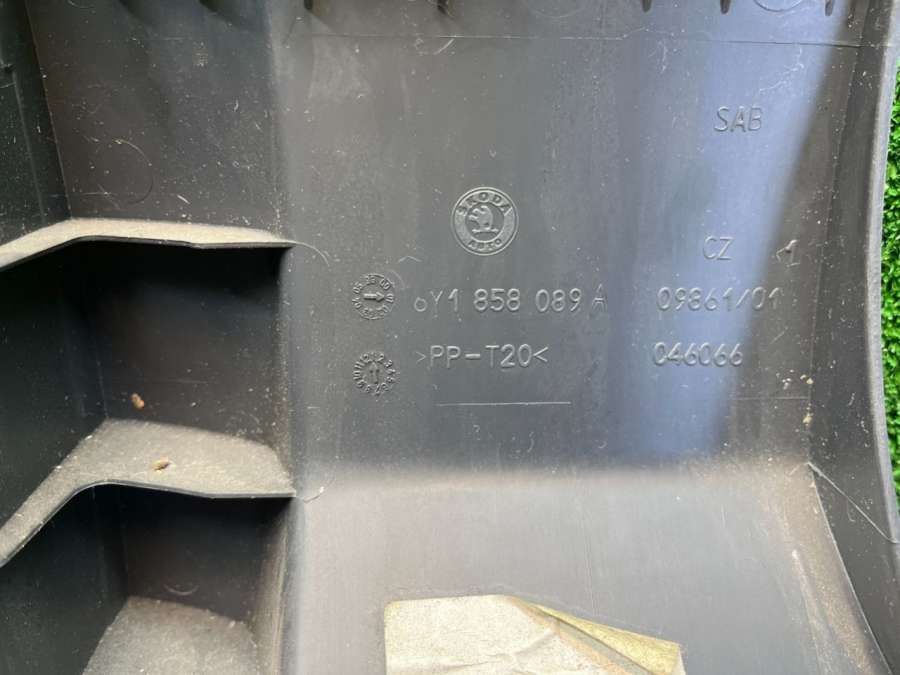 SAB
ŠKODA
AUTO
CZ 1
6Y1 858 089 A 09861/01
>PP-T20< 046066